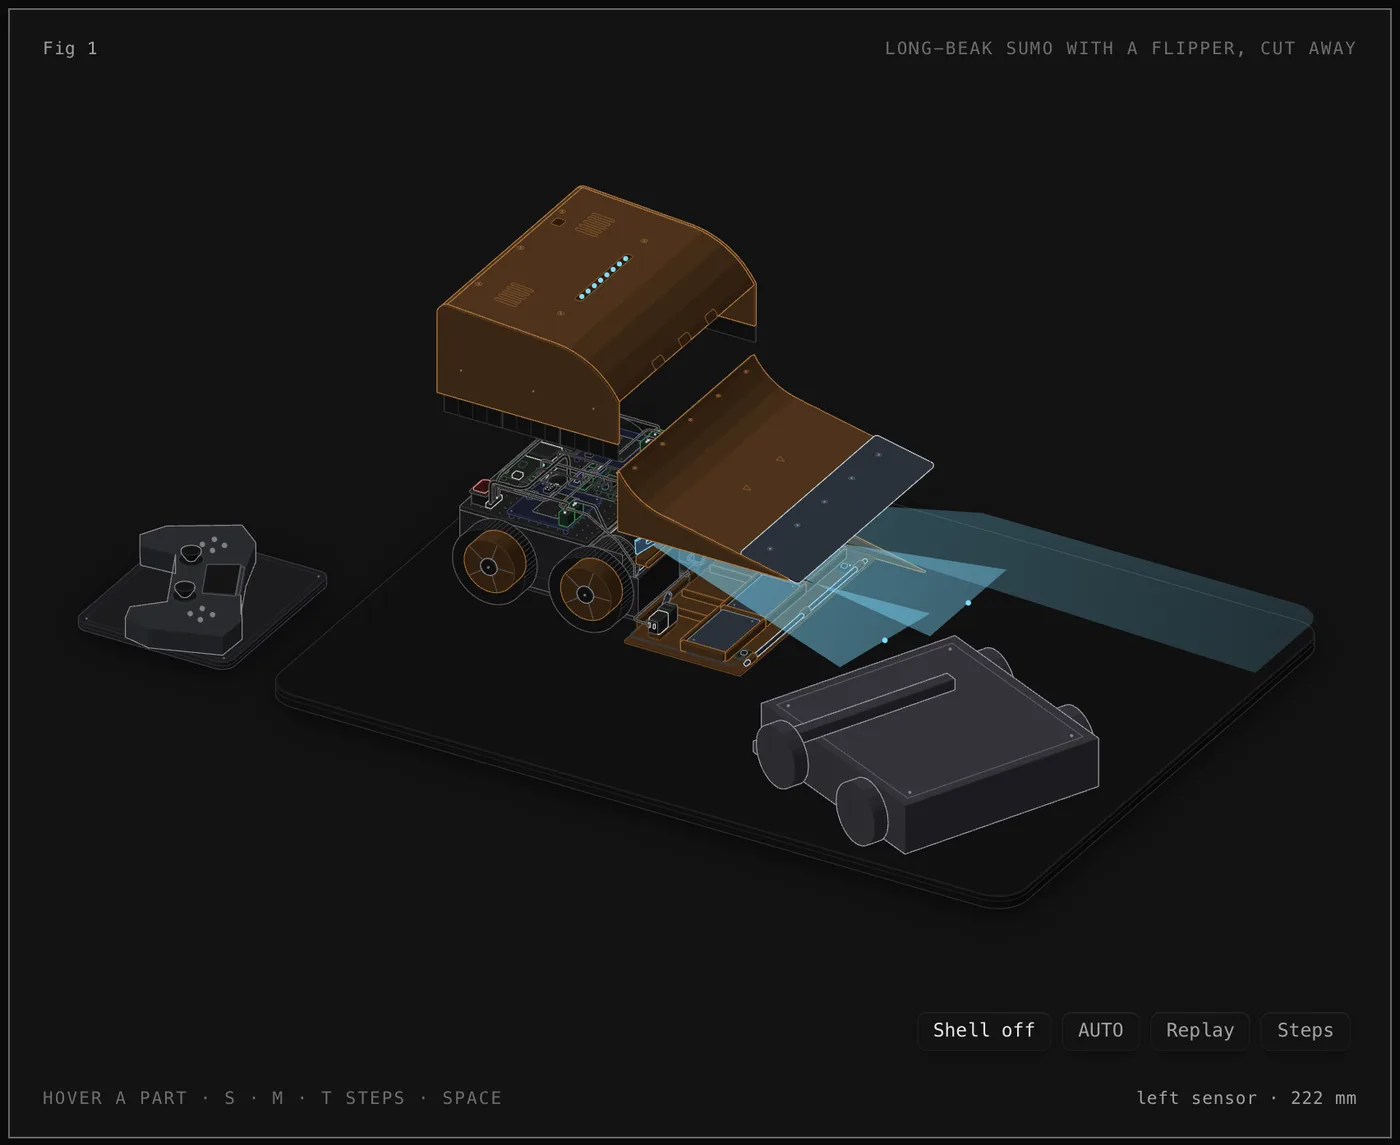 Fig 1
LONG—BEAK SUMO WITH A FLIPPER, CUT AWAY
Shell off
AUTO
Replay
Steps
HOVER A PART · S · M · T STEPS · SPACE
left sensor · 222 mm